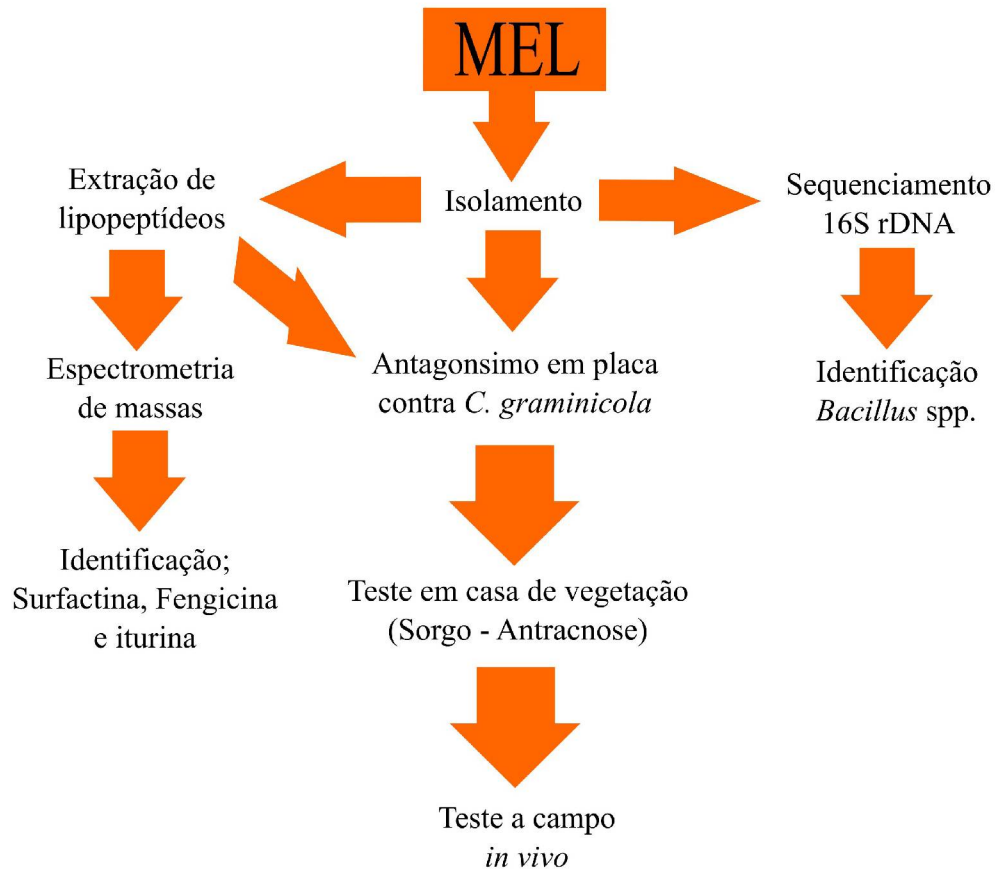 MEL
Extração de
lipopeptídeos
Isolamento
Sequenciamento
16S rDNA
Espectrometria
de massas
Antagonsimo em placa
contra C. graminicola
Identificação
Bacillus spp.
Identificação;
Surfactina, Fengicina
e iturina
Teste em casa de vegetação
(Sorgo - Antracnose)
Teste a campo
in vivo